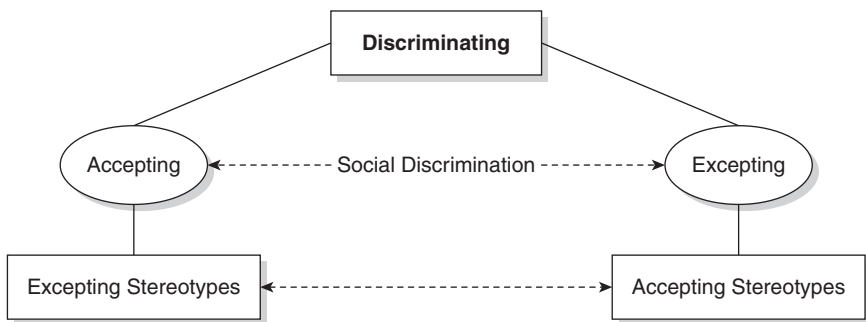 Discriminating
Accepting
Social Discrimination
Excepting
Excepting Stereotypes
Accepting Stereotypes